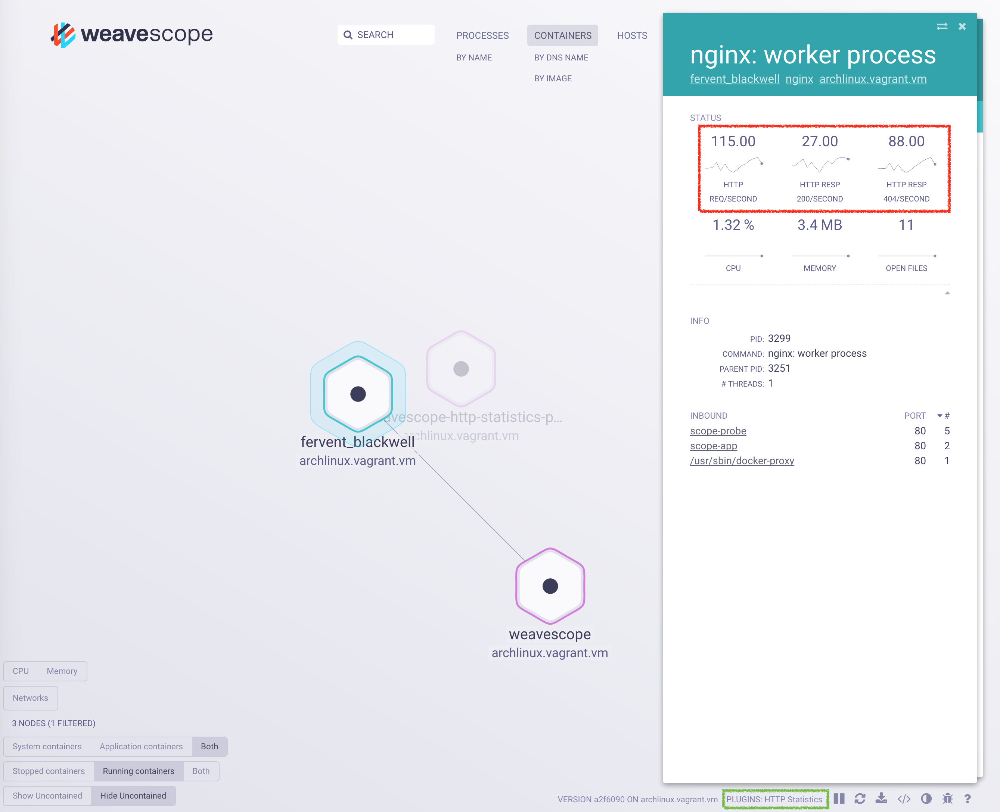 weavescope
SEARCH
PROCESSES
CONTAINERS
HOSTS
BY NAME
BY DNS NAME
BY IMAGE
nginx: worker process
fervent_blackwell nginx archlinux.vagrant.vm
STATUS
115.00 27.00 88.00
HTTP HTTP RESP HTTP RESP
REQ/SECOND 200/SECOND 404/SECOND
1.32 % 3.4 MB 11
CPU MEMORY OPEN FILES
INFO
PID: 3299
COMMAND: nginx: worker process
PARENT PID: 3251
# THREADS: 1
INBOUND PORT #
scope-probe 80 5
scope-app 80 2
/usr/sbin/docker-proxy 80 1
avescope-http-statistics-p...
archlinux.vagrant.vm
fervent_blackwell
archlinux.vagrant.vm
weavescope
archlinux.vagrant.vm
CPU Memory
Networks
3 NODES (1 FILTERED)
System containers Application containers Both
Stopped containers Running containers Both
Show Uncontained Hide Uncontained
VERSION a2f6090 ON archlinux.vagrant.vm PLUGINS: HTTP Statistics </> ?